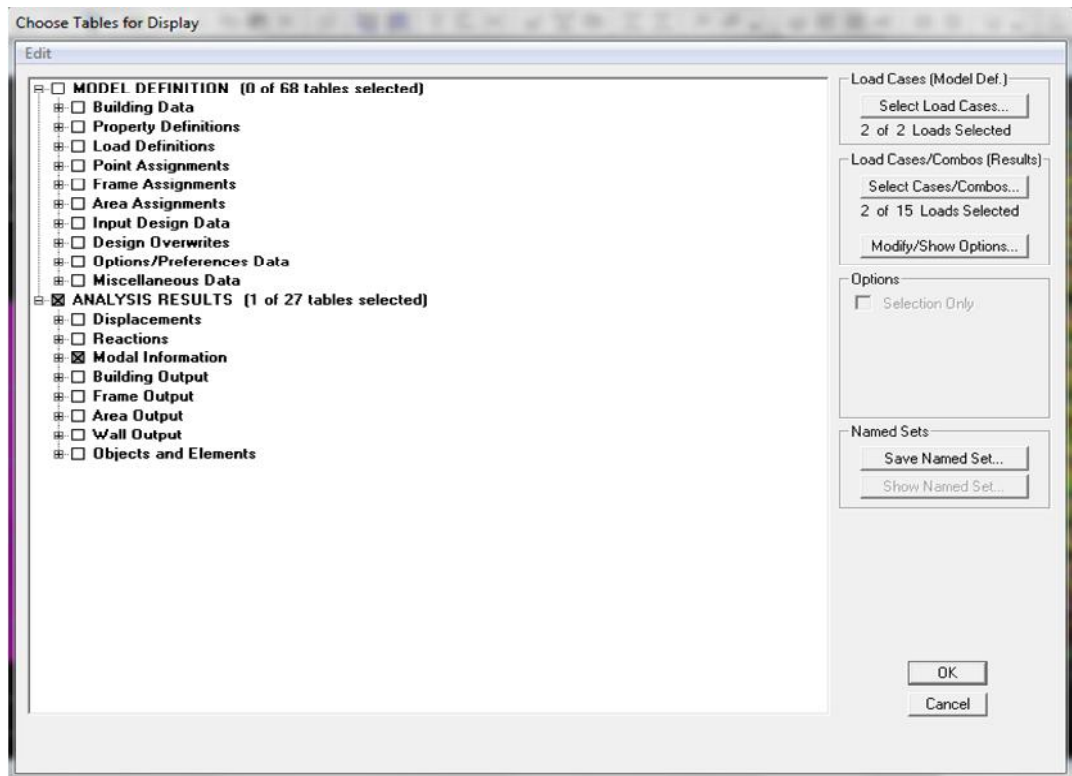 Choose Tables for Display
Edit
MODEL DEFINITION (0 of 68 tables selected)
Building Data
Property Definitions
Load Definitions
Point Assignments
Frame Assignments
Area Assignments
Input Design Data
Design Overwrites
Options/Preferences Data
Miscellaneous Data
ANALYSIS RESULTS (1 of 27 tables selected)
Displacements
Reactions
Modal Information
Building Output
Frame Output
Area Output
Wall Output
Objects and Elements
Load Cases (Model Def.)
Select Load Cases...
2 of 2 Loads Selected
Load Cases/Combos (Results)
Select Cases/Combos...
2 of 15 Loads Selected
Modify/Show Options...
Options
Selection Only
Named Sets
Save Named Set...
Show Named Set...
OK
Cancel